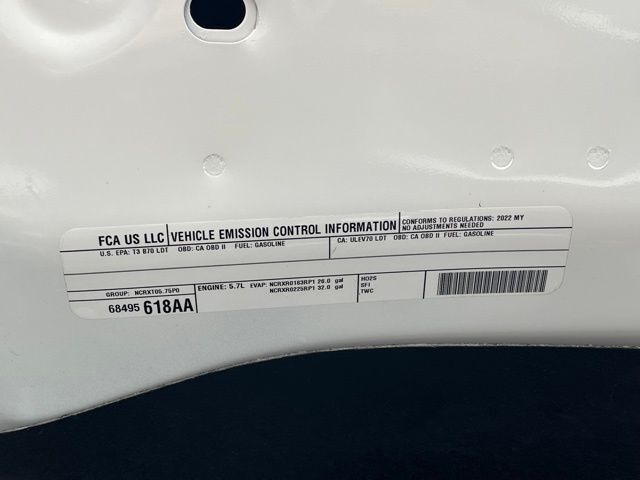 FCA US LLC VEHICLE EMISSION CONTROL INFORMATION CONFORMS TO REGULATIONS: 2022 MY
NO ADJUSTMENTS NEEDED
U.S. EPA: T3 B70 LDT OBD: CA OBD II FUEL: GASOLINE CA: ULEV70 LDT OBD: CA OBD II FUEL: GASOLINE
GROUP: NCRXT05.75P0 ENGINE: 5.7L EVAP: NCRXR0183RP1 26.0 gal HO2S
NCRXR0225RP1 32.0 gal SFI
68495 618AA TWC